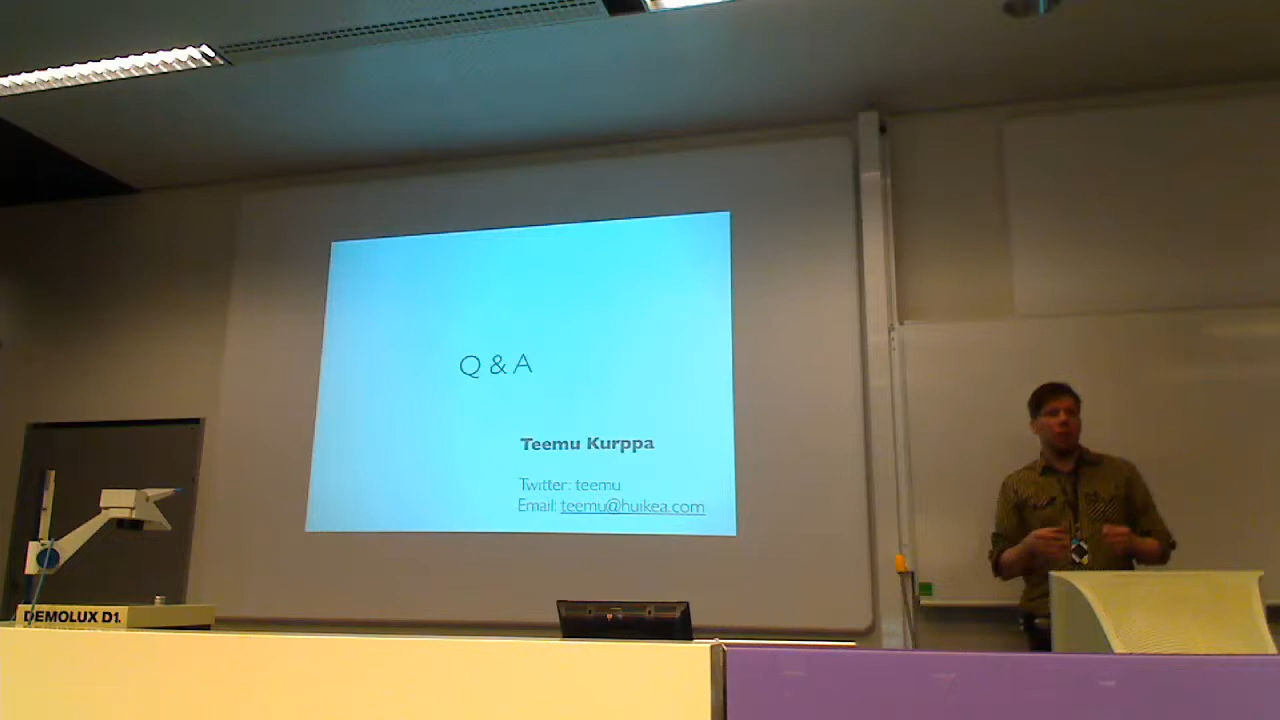 Q & A
Teemu Kurppa
Twitter: teemu
Email: teemu@huikea.com
DEMOLUX D1.